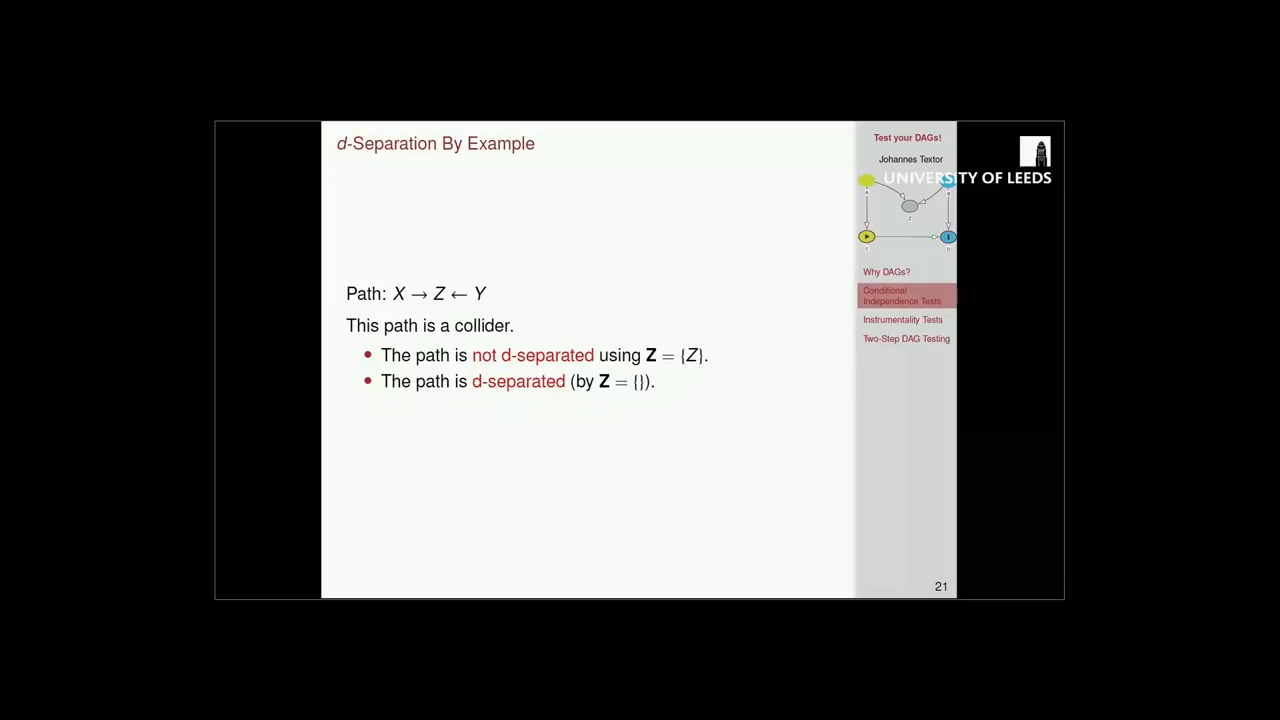 d-Separation By Example
Path: X → Z ← Y
This path is a collider.
• The path is not d-separated using Z = {Z}.
• The path is d-separated (by Z = {}).
Test your DAGs!
Johannes Textor
UNIVERSITY OF LEEDS
A
Z
D
Why DAGs?
Conditional
Independence Tests
Instrumentality Tests
Two-Step DAG Testing
21